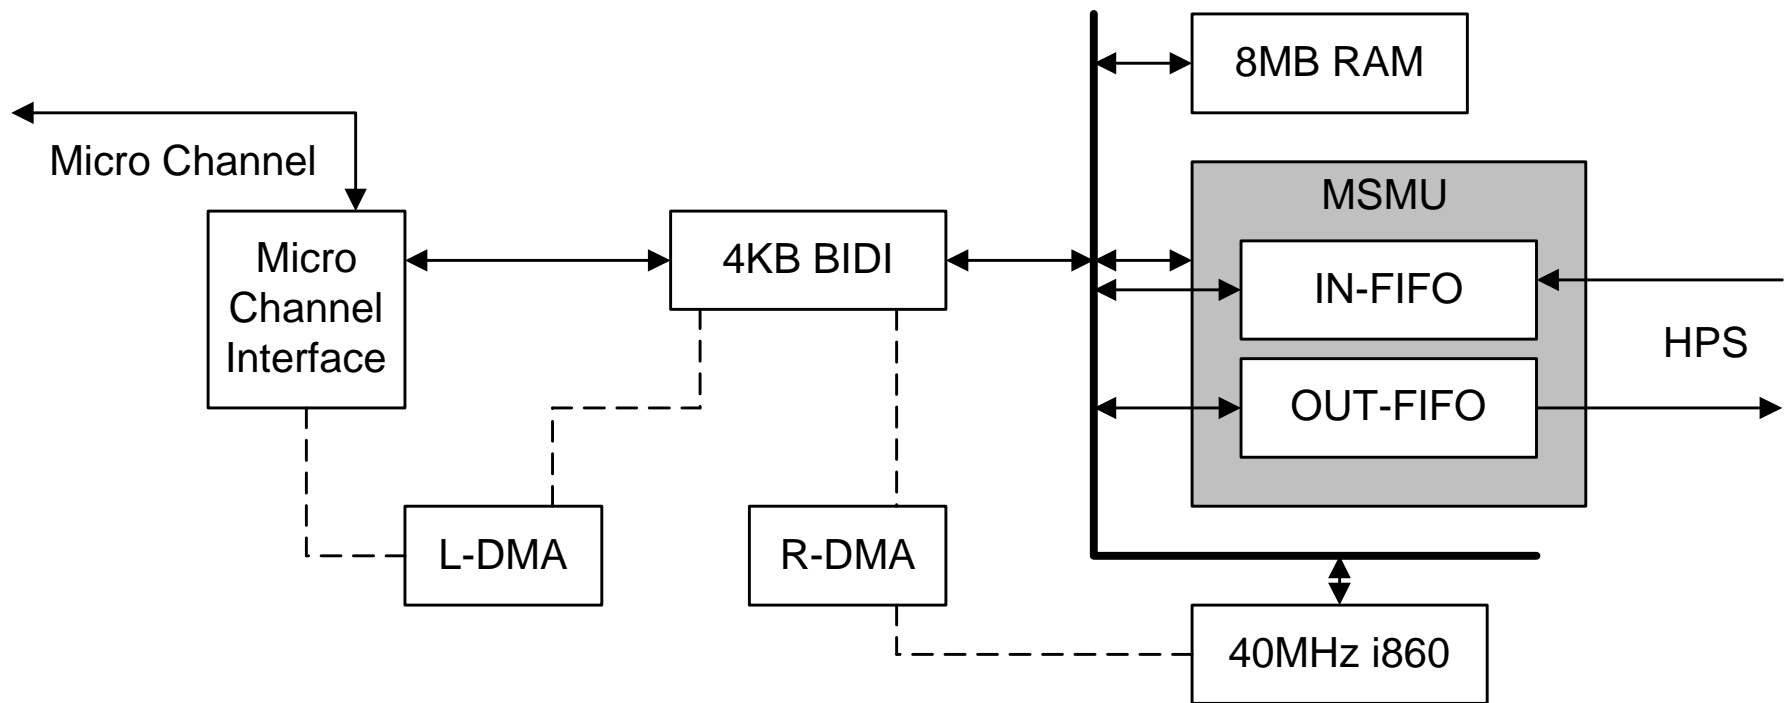 8MB RAM
Micro Channel
MSMU
Micro
Channel
Interface
4KB BIDI
IN-FIFO
HPS
OUT-FIFO
L-DMA
R-DMA
40MHz i860